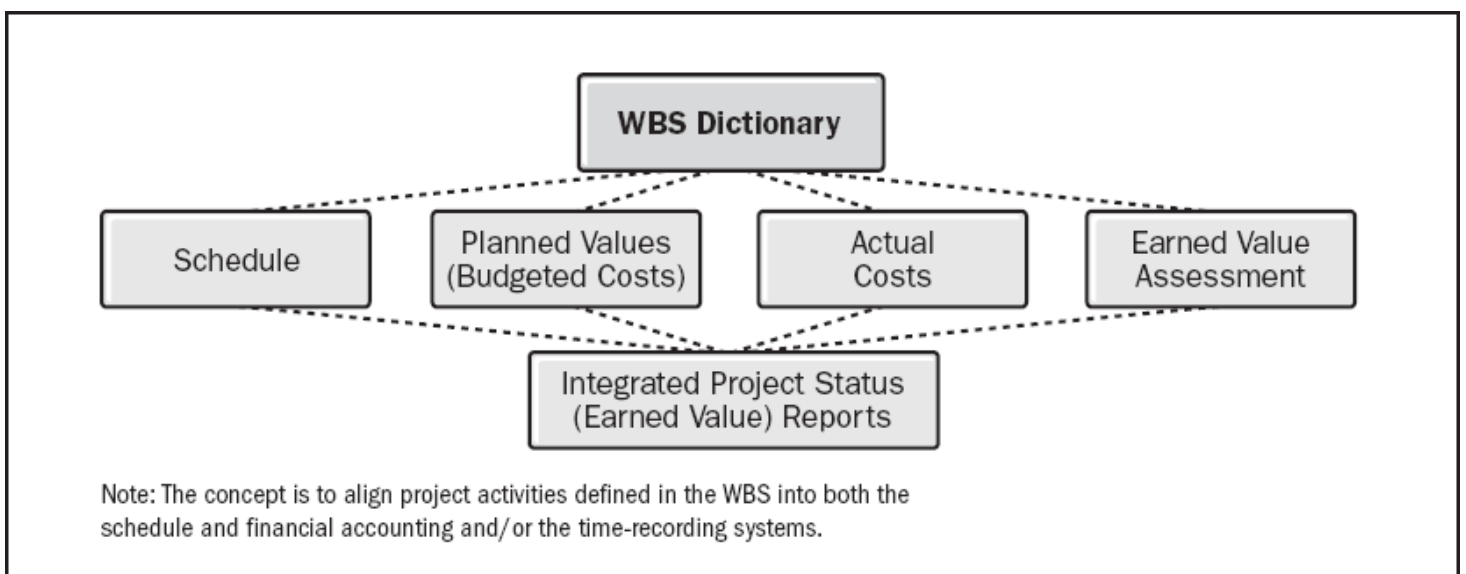 WBS Dictionary
Schedule
Planned Values
(Budgeted Costs)
Actual
Costs
Earned Value
Assessment
Integrated Project Status
(Earned Value) Reports
Note: The concept is to align project activities defined in the WBS into both the
schedule and financial accounting and/or the time-recording systems.